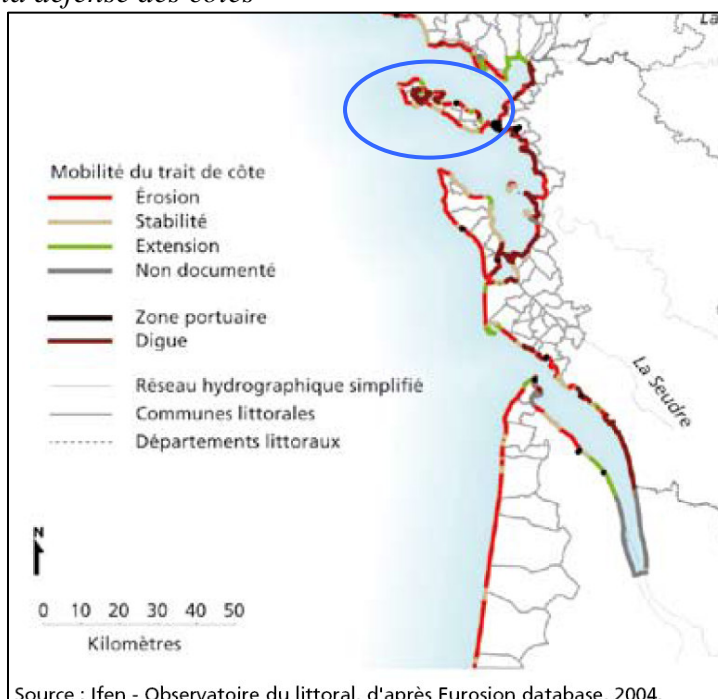 la défense des côtes
La
Mobilité du trait de côte
Érosion
Stabilité
Extension
Non documenté
Zone portuaire
Digue
La Seudre
Réseau hydrographique simplifié
Communes littorales
Départements littoraux
N
0 10 20 30 40 50
Kilomètres
Source : Ifen - Observatoire du littoral, d'après Eurosion database, 2004.